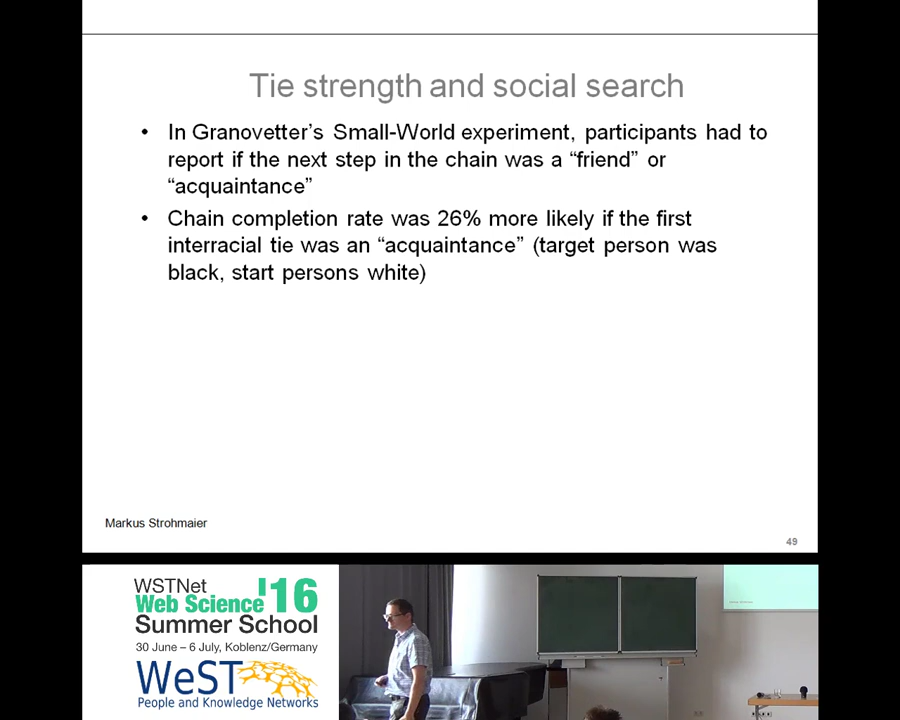 Tie strength and social search
• In Granovetter's Small-World experiment, participants had to
report if the next step in the chain was a “friend” or
“acquaintance”
• Chain completion rate was 26% more likely if the first
interracial tie was an “acquaintance” (target person was
black, start persons white)
Markus Strohmaier
49
WSTNet
Web Science '16
Summer School
30 June – 6 July, Koblenz/Germany
WeST
People and Knowledge Networks